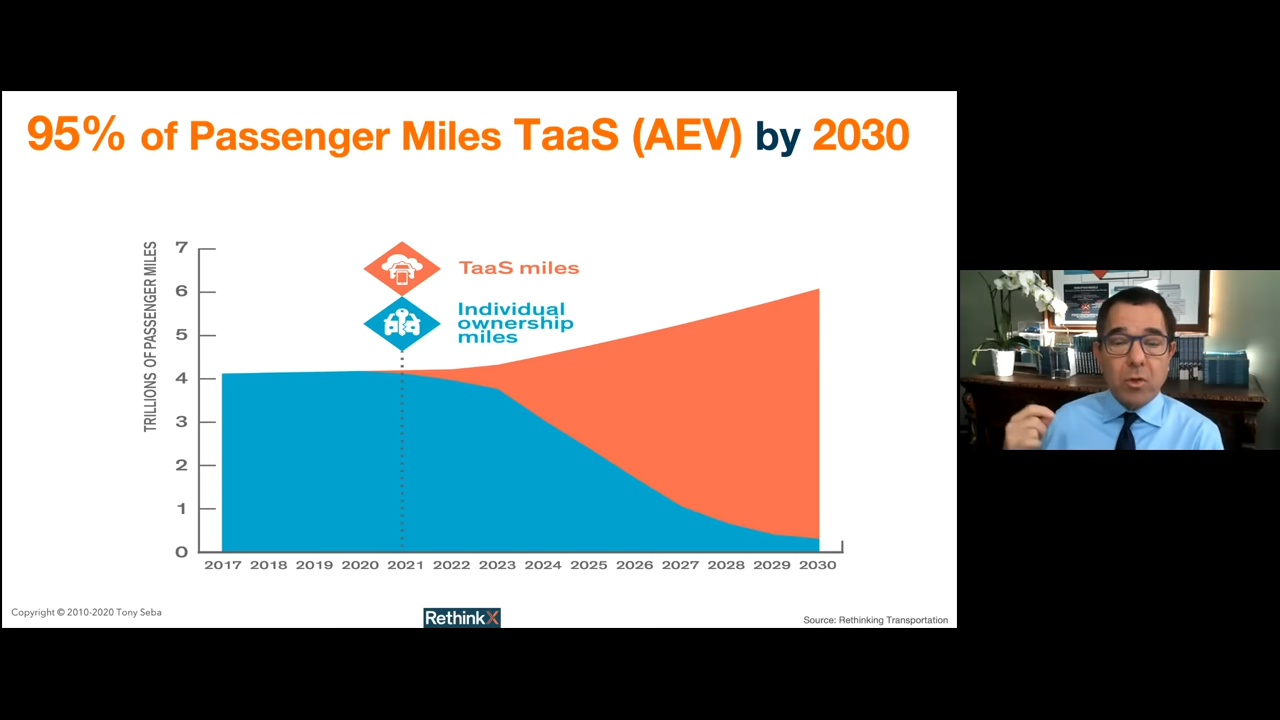 95% of Passenger Miles TaaS (AEV) by 2030
TRILLIONS OF PASSENGER MILES
7
6
5
4
3
2
1
0
TaaS miles
Individual
ownership
miles
2017 2018 2019 2020 2021 2022 2023 2024 2025 2026 2027 2028 2029 2030
Copyright © 2010-2020 Tony Seba
RethinkX
Source: Rethinking Transportation